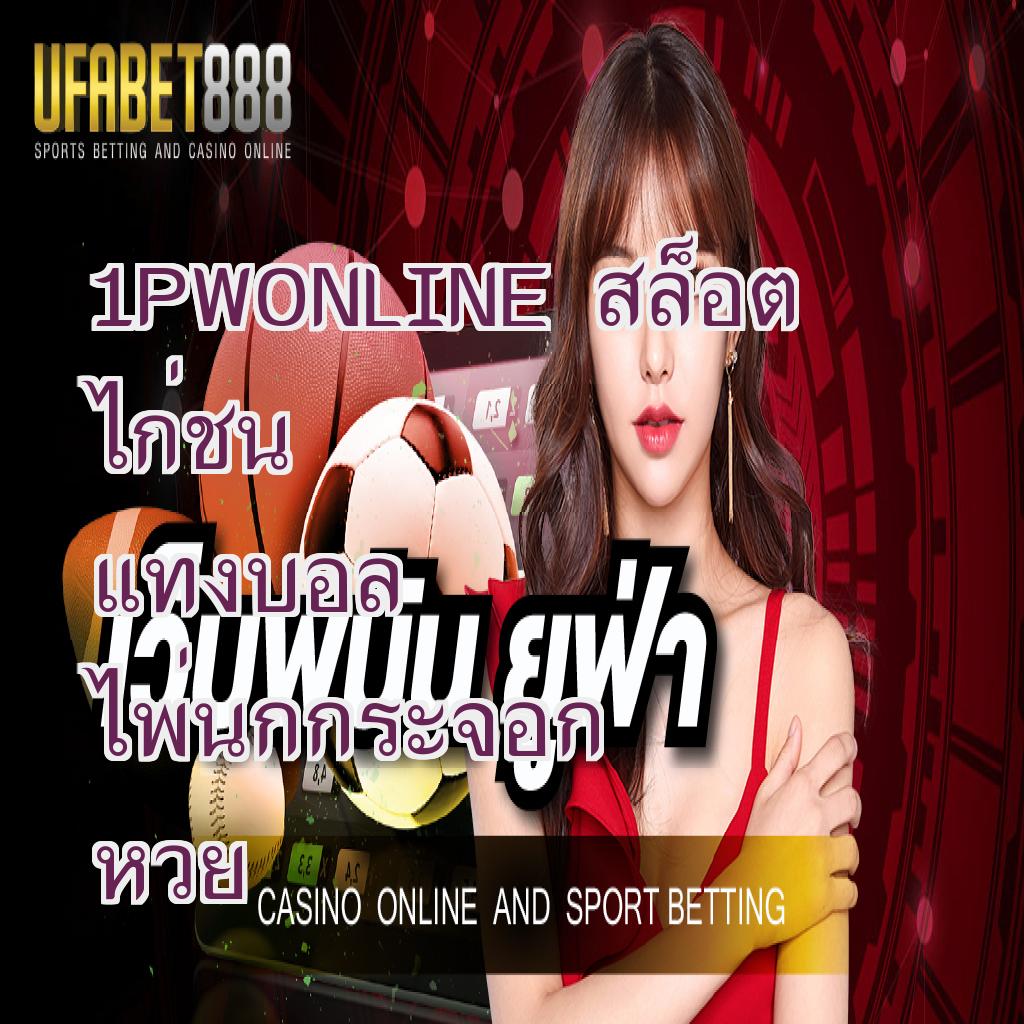 UFABET888
SPORTS BETTING AND CASINO ONLINE
1PWONLINE สล็อต
ไก่ชน
แทงบอล
เว็บพนัน ยูฟ่า
ไพ่นกกระจอก
หวย
CASINO ONLINE AND SPORT BETTING